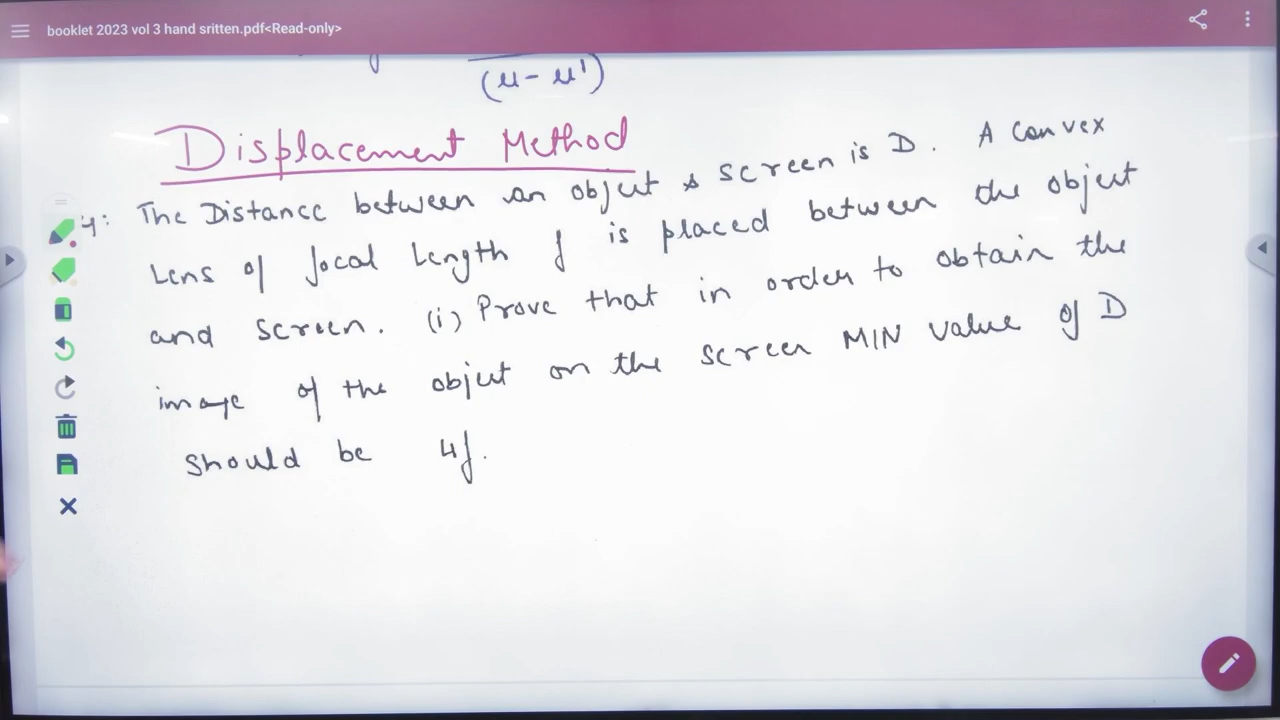 booklet 2023 vol 3 hand sritten.pdf<Read-only>
(μ - μ')
Displacement Method
The Distance between an object & screen is D. A Convex
Lens of focal Length f is placed between the object
and screen. (i) Prove that in order to obtain the
image of the object on the screen MIN value of D
should be 4f.